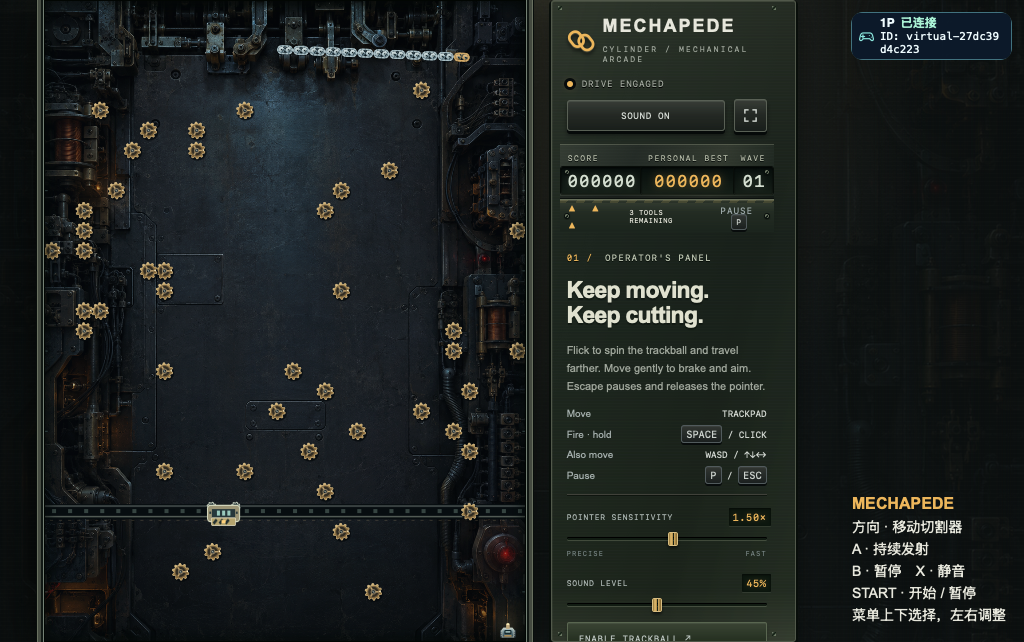 MECHAPEDE
CYLINDER / MECHANICAL
ARCADE
DRIVE ENGAGED
SOUND ON
SCORE PERSONAL BEST WAVE
000000 000000 01
3 TOOLS
REMAINING
PAUSE
P
01 / OPERATOR'S PANEL
Keep moving.
Keep cutting.
Flick to spin the trackball and travel
farther. Move gently to brake and aim.
Escape pauses and releases the pointer.
Move TRACKPAD
Fire · hold SPACE / CLICK
Also move WASD / ↑↓↔
Pause P / ESC
POINTER SENSITIVITY 1.50×
PRECISE FAST
SOUND LEVEL 45%
ENABLE TRACKBALL ↗
1P 已连接
ID: virtual-27dc39
d4c223
MECHAPEDE
方向 · 移动切割器
A · 持续发射
B · 暂停 X · 静音
START · 开始 / 暂停
菜单上下选择，左右调整